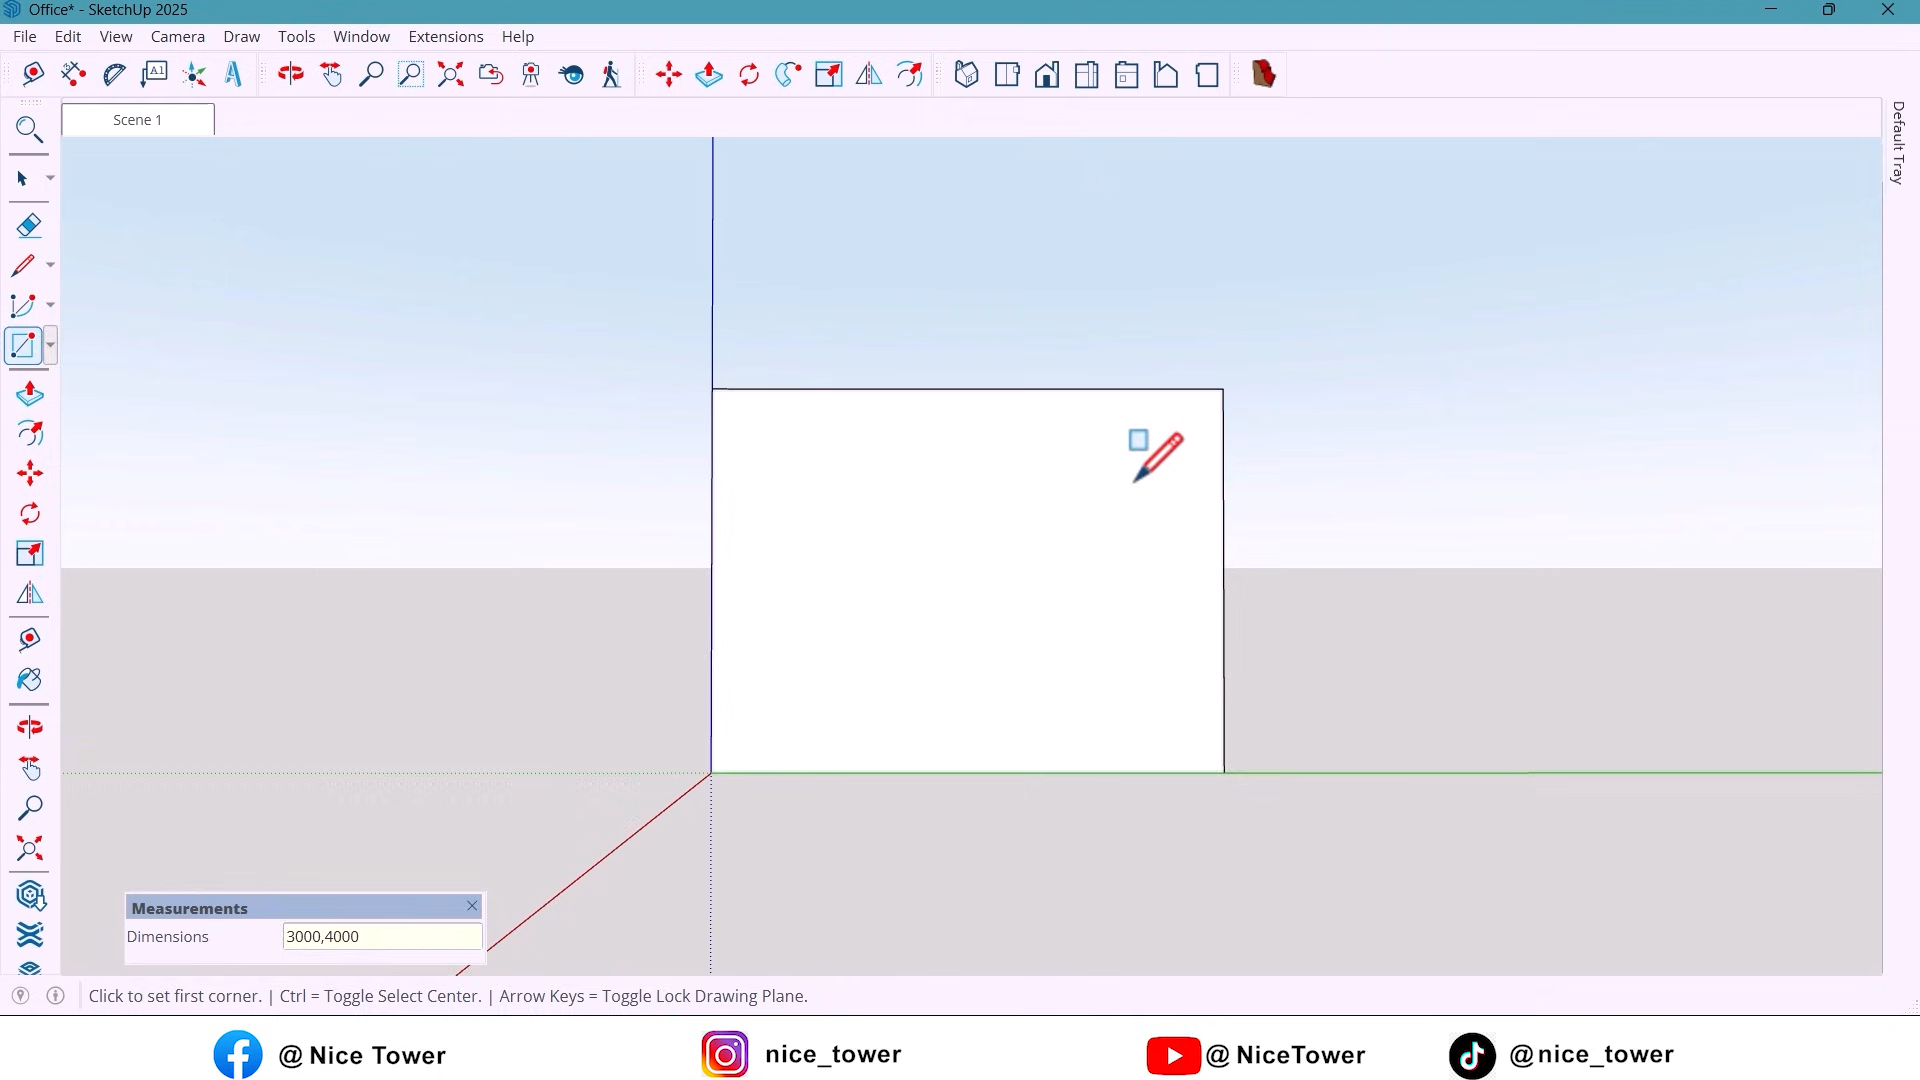 Office* - SketchUp 2025
File Edit View Camera Draw Tools Window Extensions Help
A1
Scene 1
Default Tray
Measurements
Dimensions 3000,4000
Click to set first corner. | Ctrl = Toggle Select Center. | Arrow Keys = Toggle Lock Drawing Plane.
@ Nice Tower nice_tower @ NiceTower @nice_tower